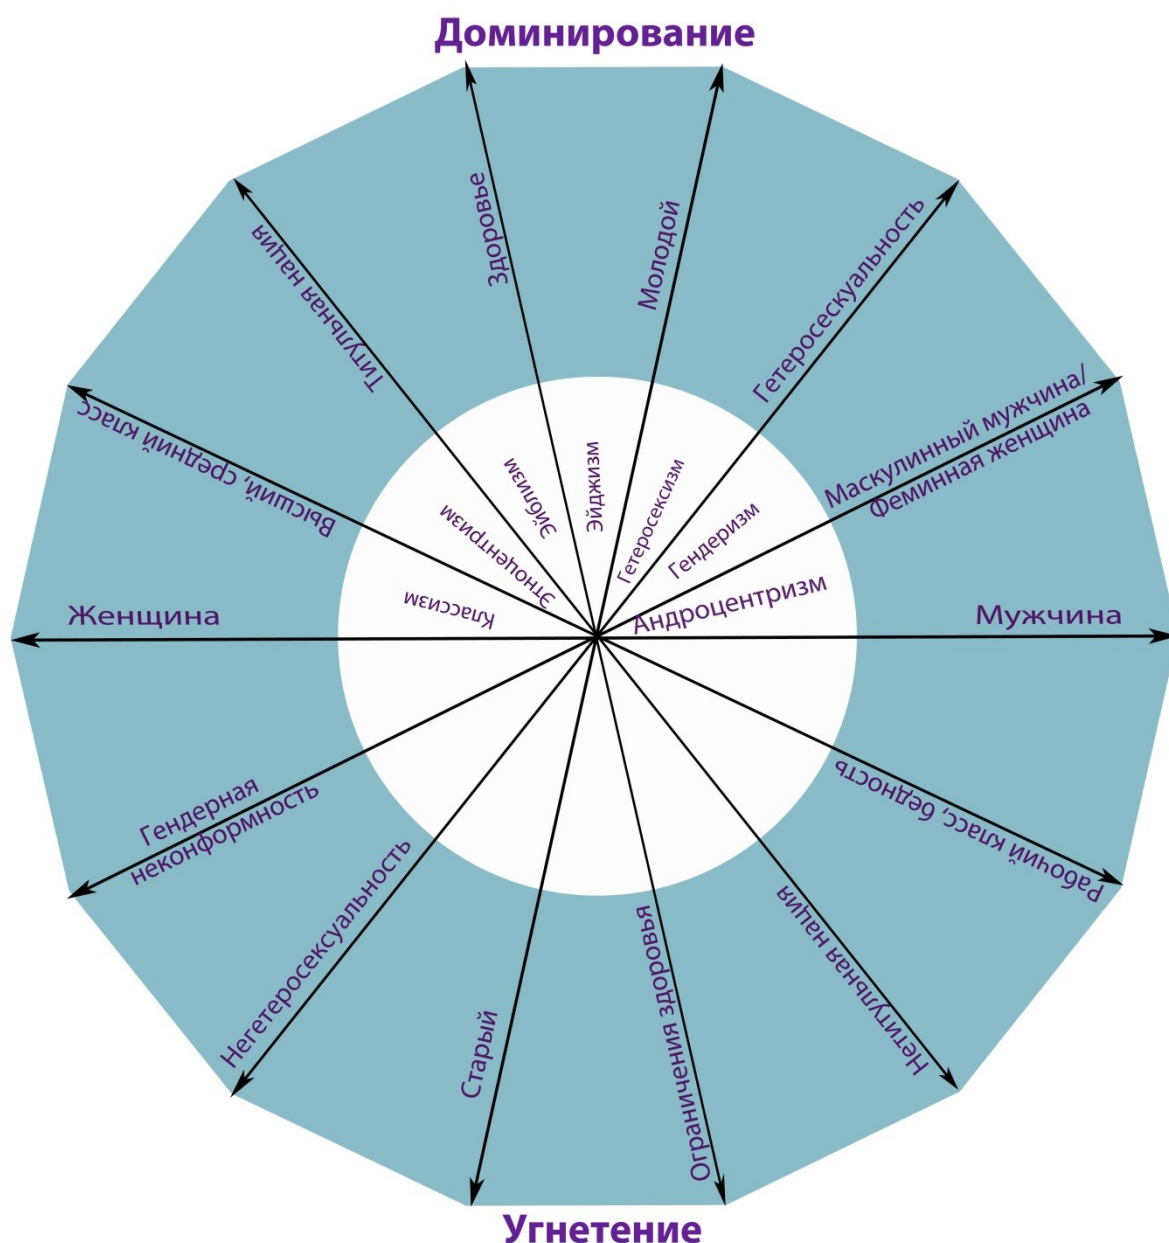 Доминирование
Здоровье
Молодой
Титульная нация
Гетеросескуальность
Высший, средний класс
Маскулинный мужчина/
Феминная женщина
Классизм
Этноцентризм
Эйблизм
Эйджизм
Гетеросексизм
Гендеризм
Андроцентризм
Женщина
Мужчина
Гендерная
неконформность
Негетеросексуальность
Старый
Ограничения здоровья
Нетитульная нация
Рабочий класс, бедность
Угнетение